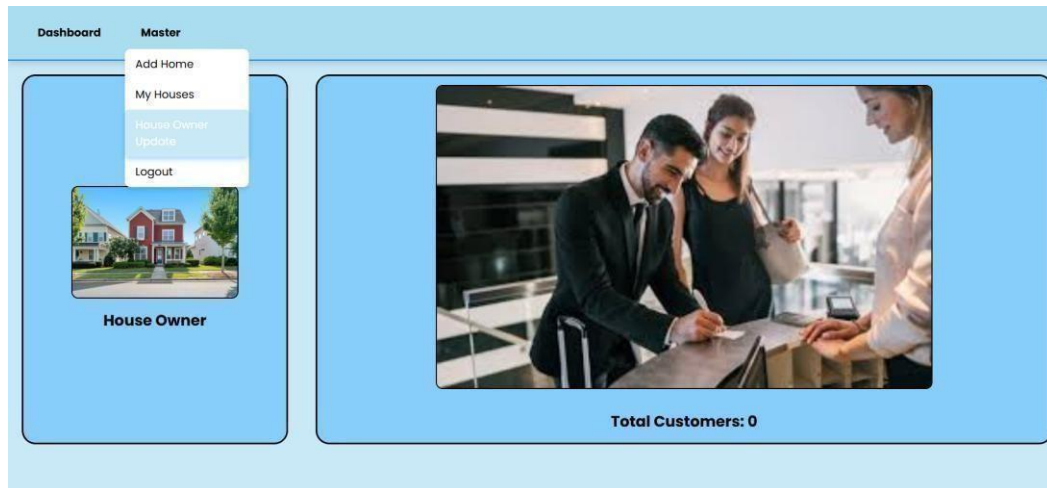 Dashboard Master
Add Home
My Houses
House Owner
Update
Logout
House Owner
Total Customers: 0